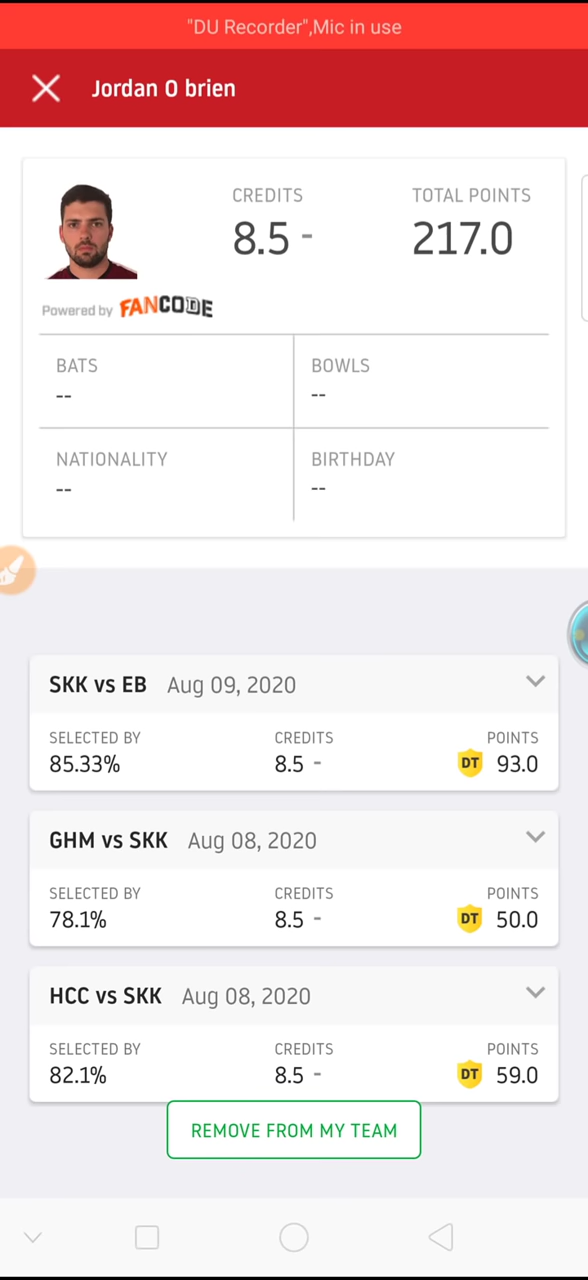 "DU Recorder",Mic in use
Jordan O brien
CREDITS
TOTAL POINTS
8.5 -
217.0
Powered by FANCODE
BATS
BOWLS
--
--
NATIONALITY
BIRTHDAY
--
--
SKK vs EB Aug 09, 2020
SELECTED BY CREDITS POINTS
85.33% 8.5 - DT 93.0
GHM vs SKK Aug 08, 2020
SELECTED BY CREDITS POINTS
78.1% 8.5 - DT 50.0
HCC vs SKK Aug 08, 2020
SELECTED BY CREDITS POINTS
82.1% 8.5 - DT 59.0
REMOVE FROM MY TEAM